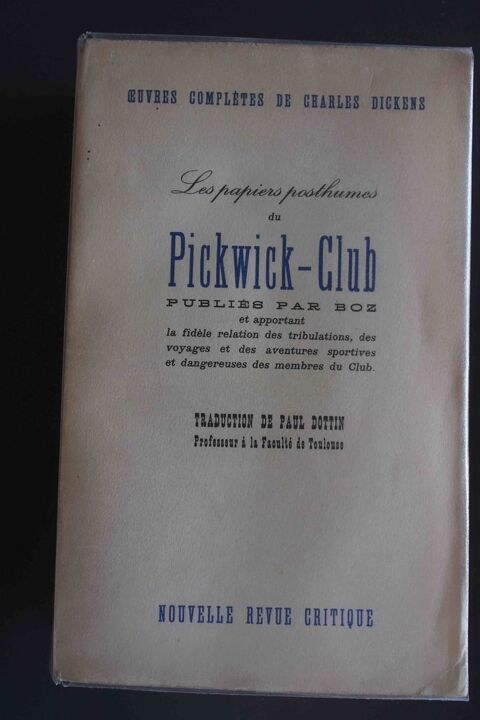 ŒUVRES COMPLÈTES DE CHARLES DICKENS
Les papiers posthumes
du
Pickwick-Club
PUBLIÉS PAR BOZ
et apportant
la fidèle relation des tribulations, des
voyages et des aventures sportives
et dangereuses des membres du Club.
TRADUCTION DE PAUL DOTTIN
Professeur à la Faculté de Toulouse
NOUVELLE REVUE CRITIQUE